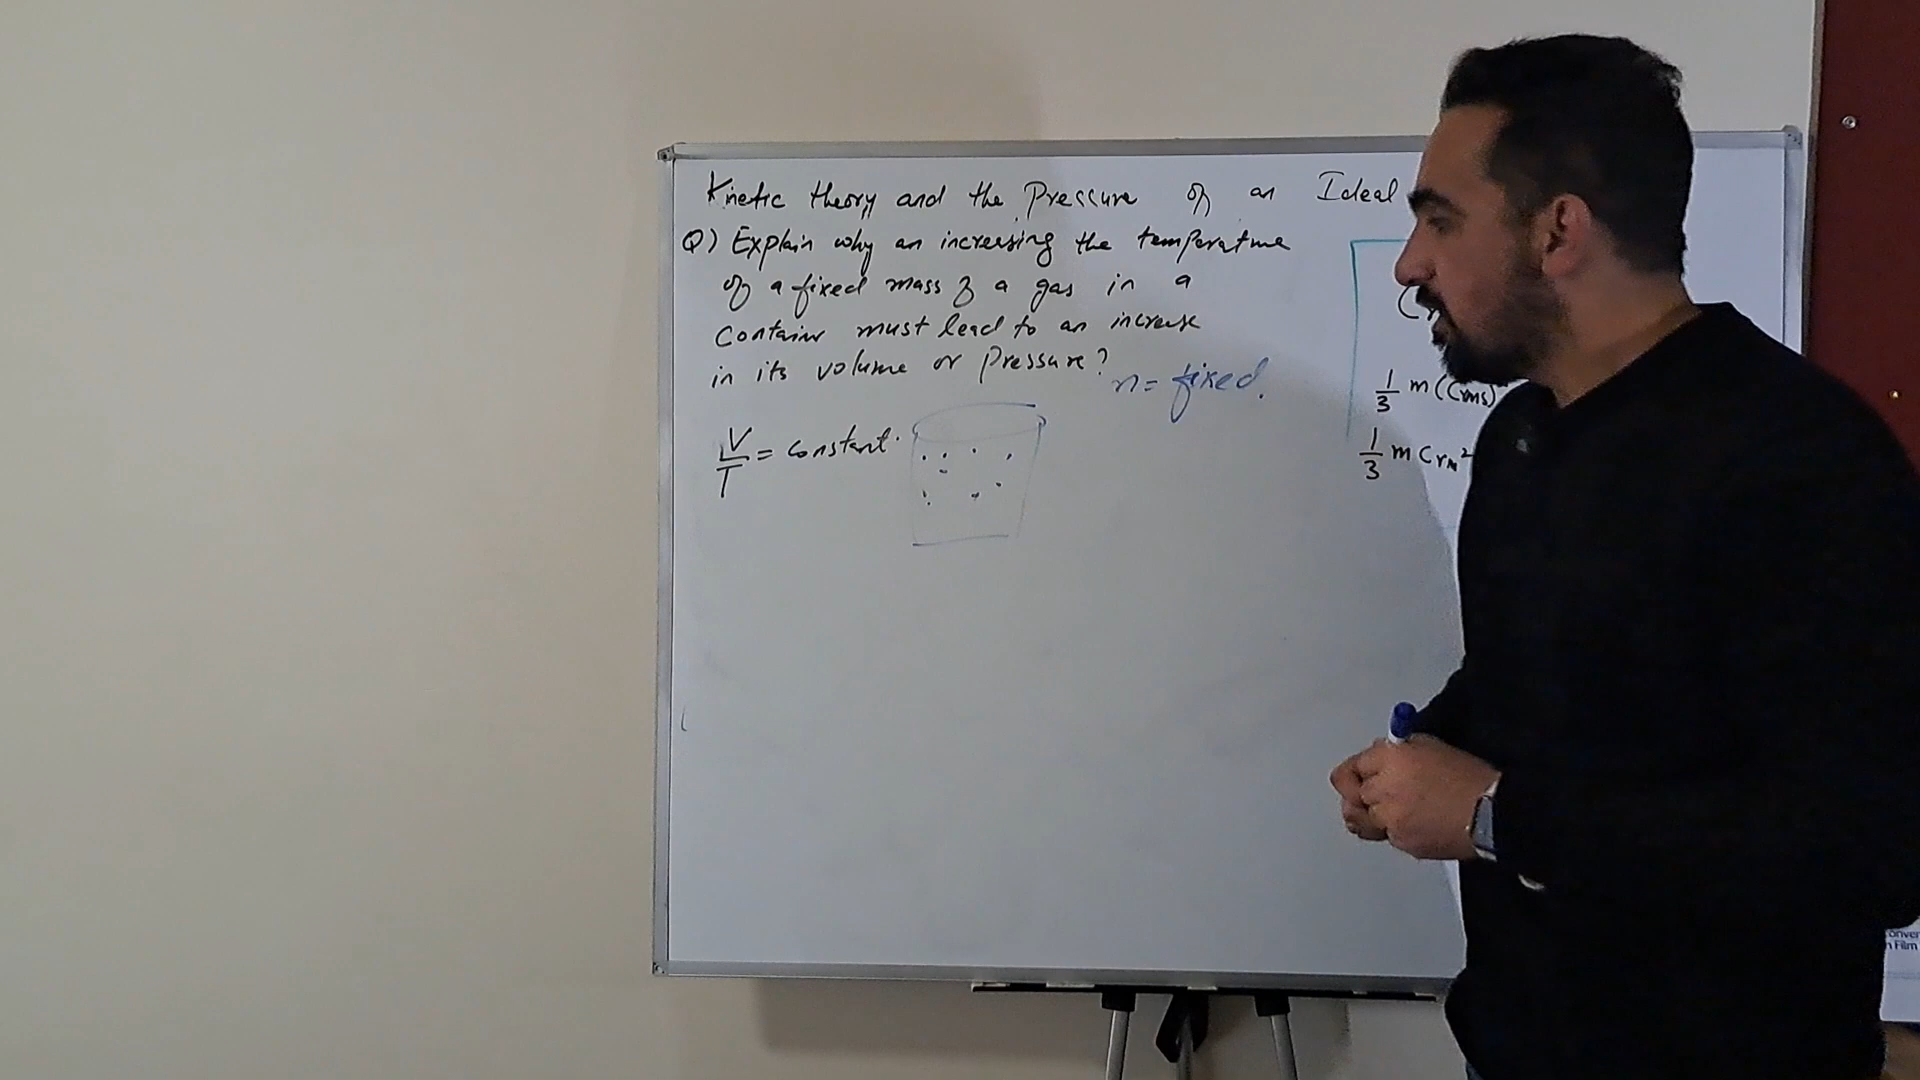 Kinetic theory and the Pressure of an Ideal
Q) Explain why an increasing the temperature
of a fixed mass of a gas in a
Container must lead to an increase
in its volume or Pressure?
n = fixed.
V/T = constant.
1/3 m (Crms)
1/3 m Crm²